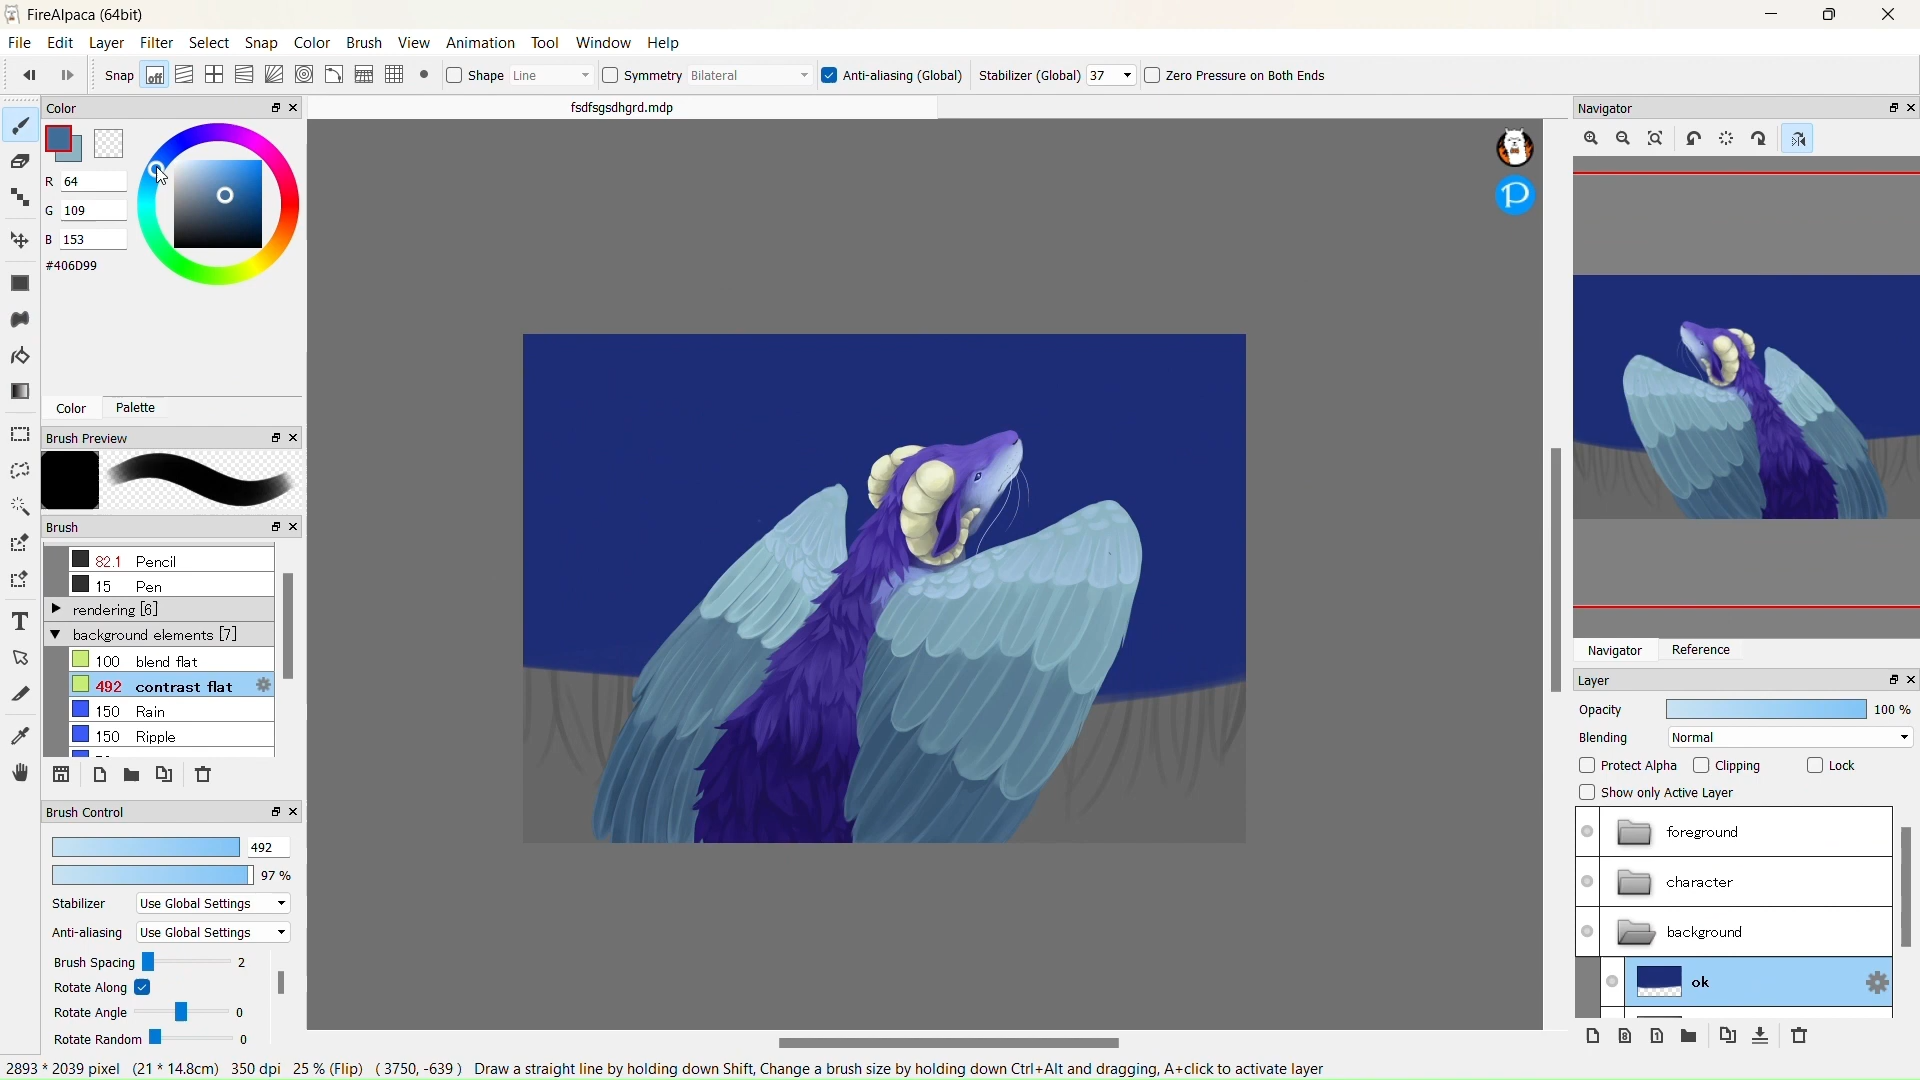 FireAlpaca (64bit)
File Edit Layer Filter Select Snap Color Brush View Animation Tool Window Help
Snap off Shape Line Symmetry Bilateral Anti-aliasing (Global) Stabilizer (Global) 37 Zero Pressure on Both Ends
Color
fsdfsgsdhgrd.mdp
Navigator
R 64
G 109
B 153
#406D99
Color Palette
Brush Preview
Brush
82.1 Pencil
15 Pen
rendering [6]
background elements [7]
100 blend flat
492 contrast flat
150 Rain
150 Ripple
Brush Control
492
97 %
Stabilizer Use Global Settings
Anti-aliasing Use Global Settings
Brush Spacing 2
Rotate Along
Rotate Angle 0
Rotate Random 0
P
Navigator Reference
Layer
Opacity 100 %
Blending Normal
Protect Alpha Clipping Lock
Show only Active Layer
foreground
character
background
ok
8 1
T
2893 * 2039 pixel (21 * 14.8cm) 350 dpi 25 % (Flip) ( 3750, -639 ) Draw a straight line by holding down Shift, Change a brush size by holding down Ctrl+Alt and dragging, A+click to activate layer